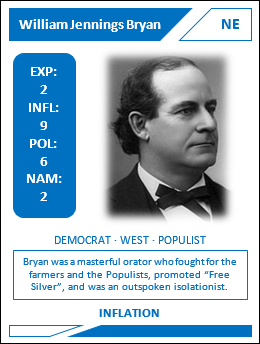 William Jennings Bryan
NE
EXP:
2
INFL:
9
POL:
6
NAM:
2
DEMOCRAT · WEST · POPULIST
Bryan was a masterful orator who fought for the
farmers and the Populists, promoted “Free
Silver”, and was an outspoken isolationist.
INFLATION